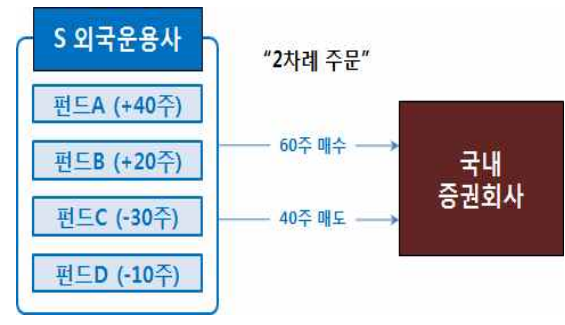 S 외국운용사
“2차례 주문”
펀드A (+40주)
펀드B (+20주)
펀드C (-30주)
펀드D (-10주)
60주 매수
40주 매도
국내
증권회사